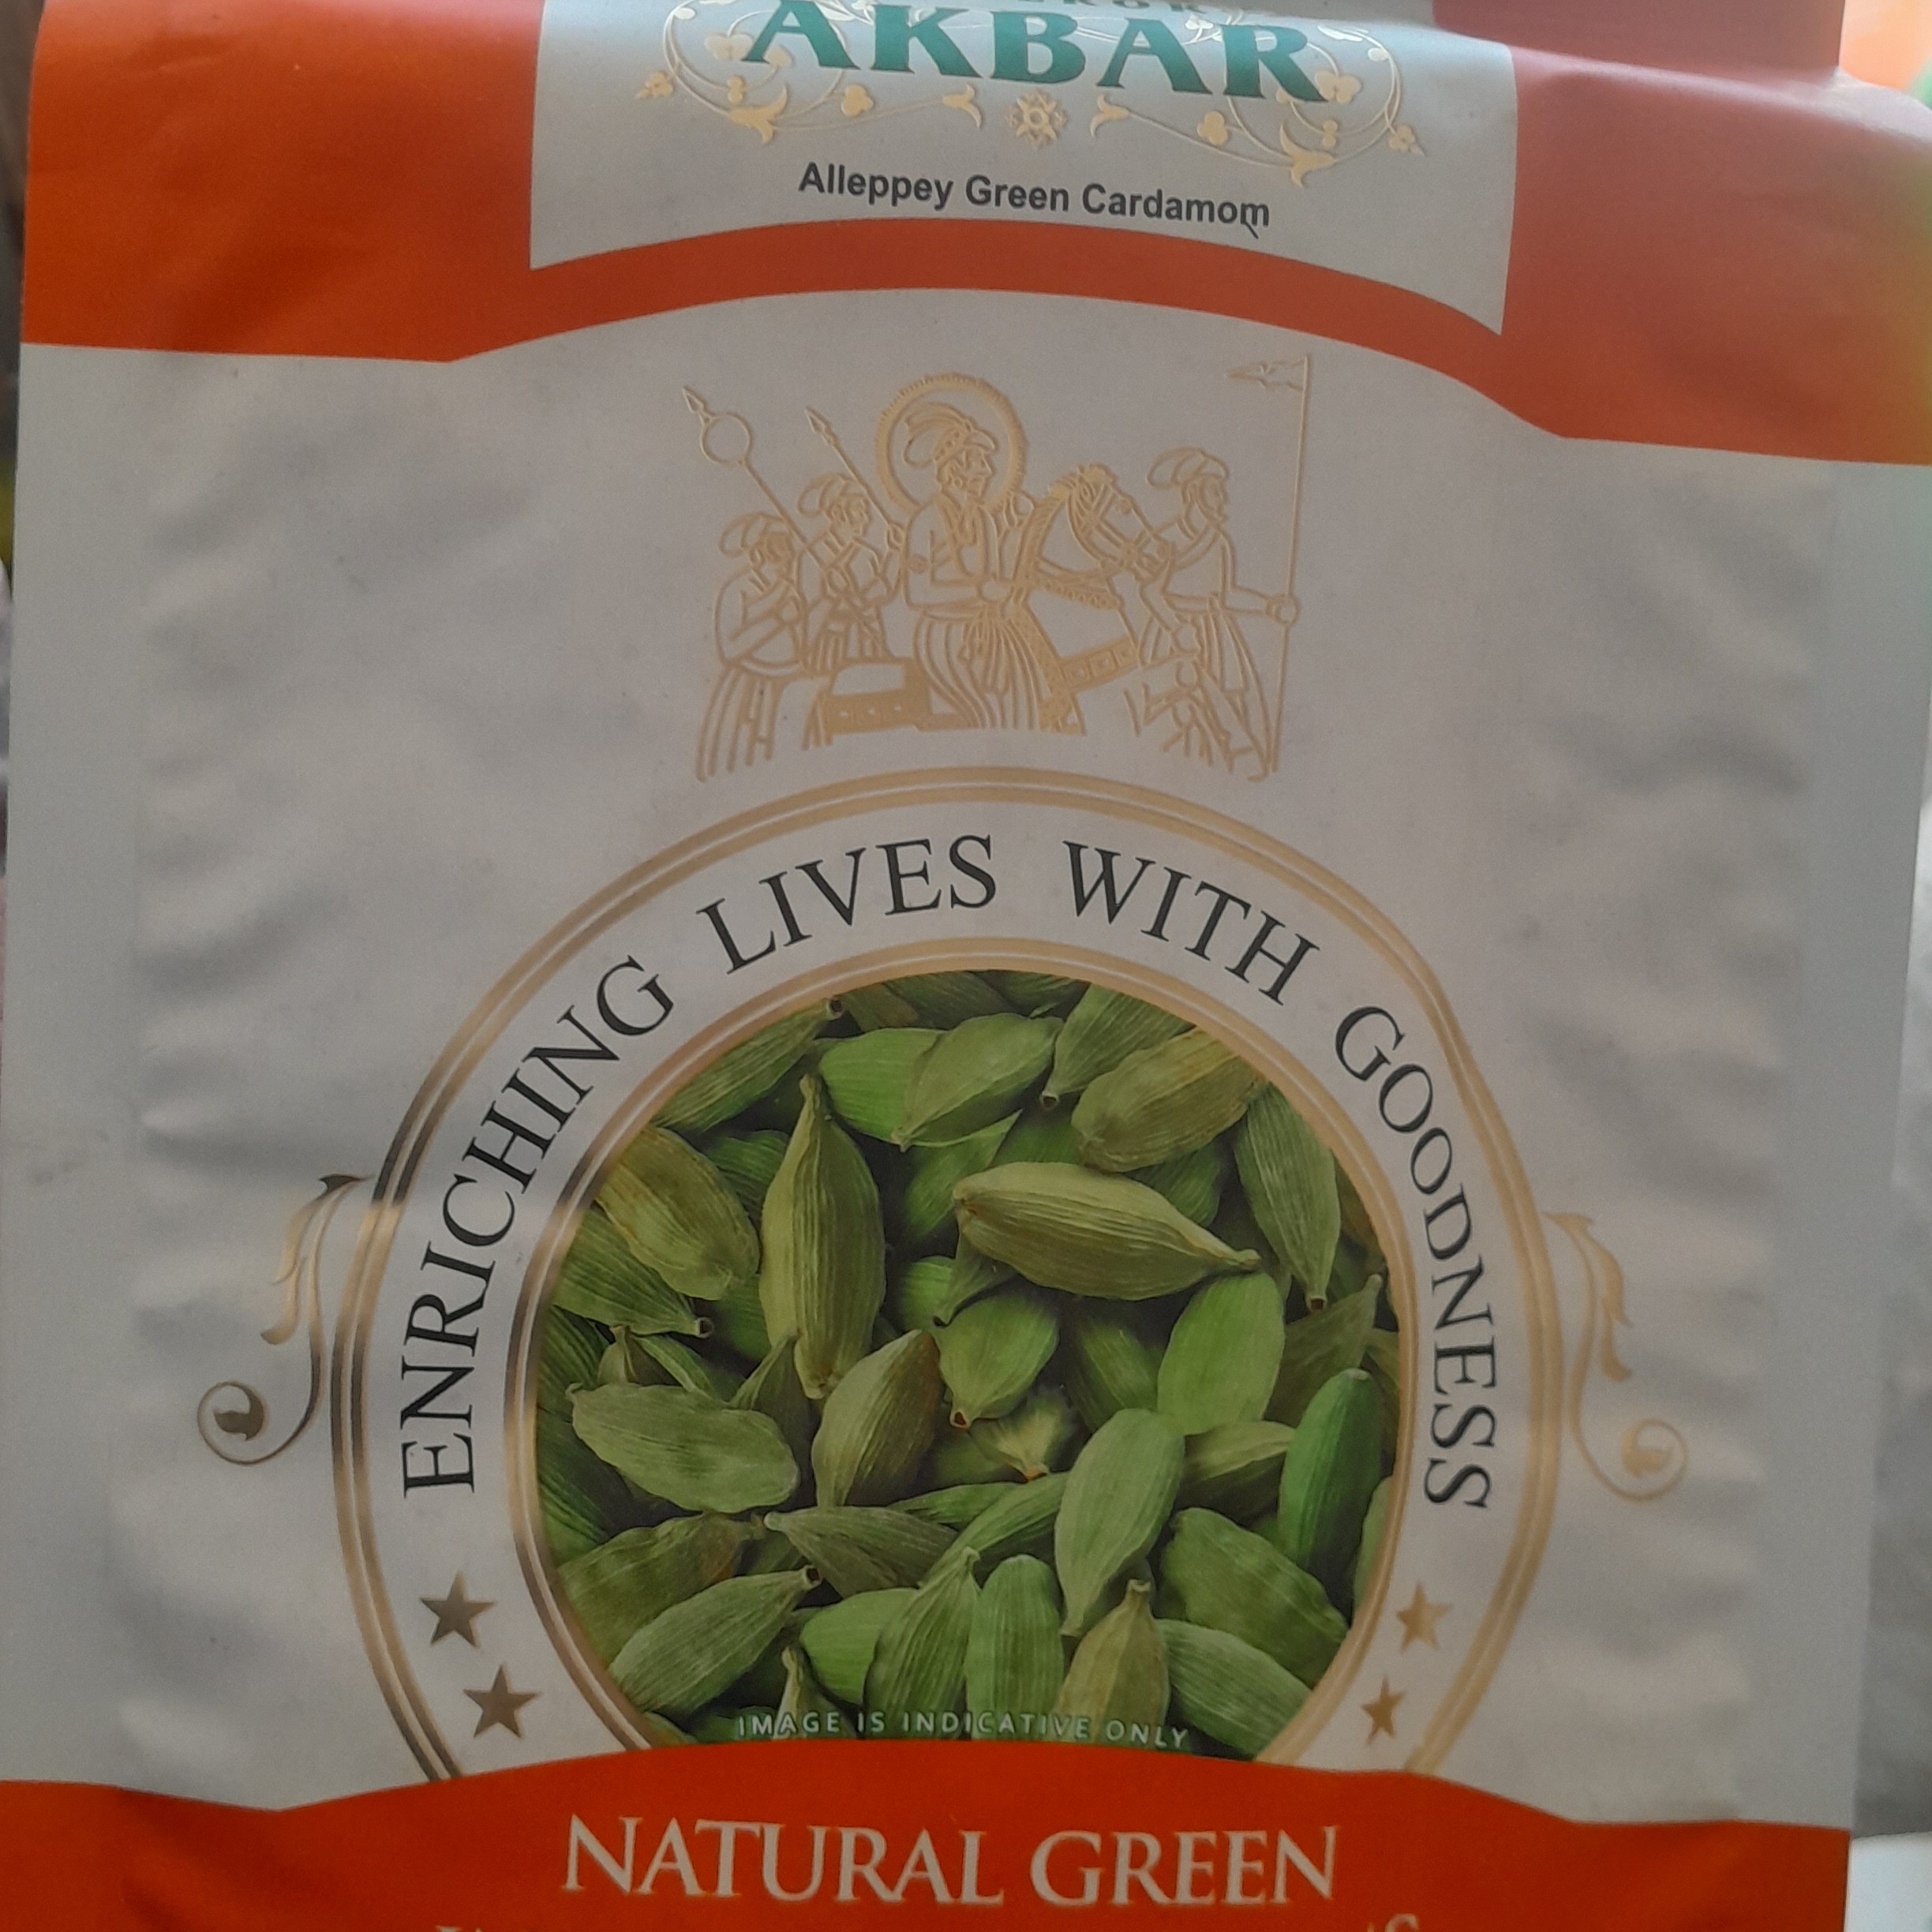 AKBAR
Alleppey Green Cardamom
ENRICHING LIVES WITH GOODNESS
IMAGE IS INDICATIVE ONLY
NATURAL GREEN